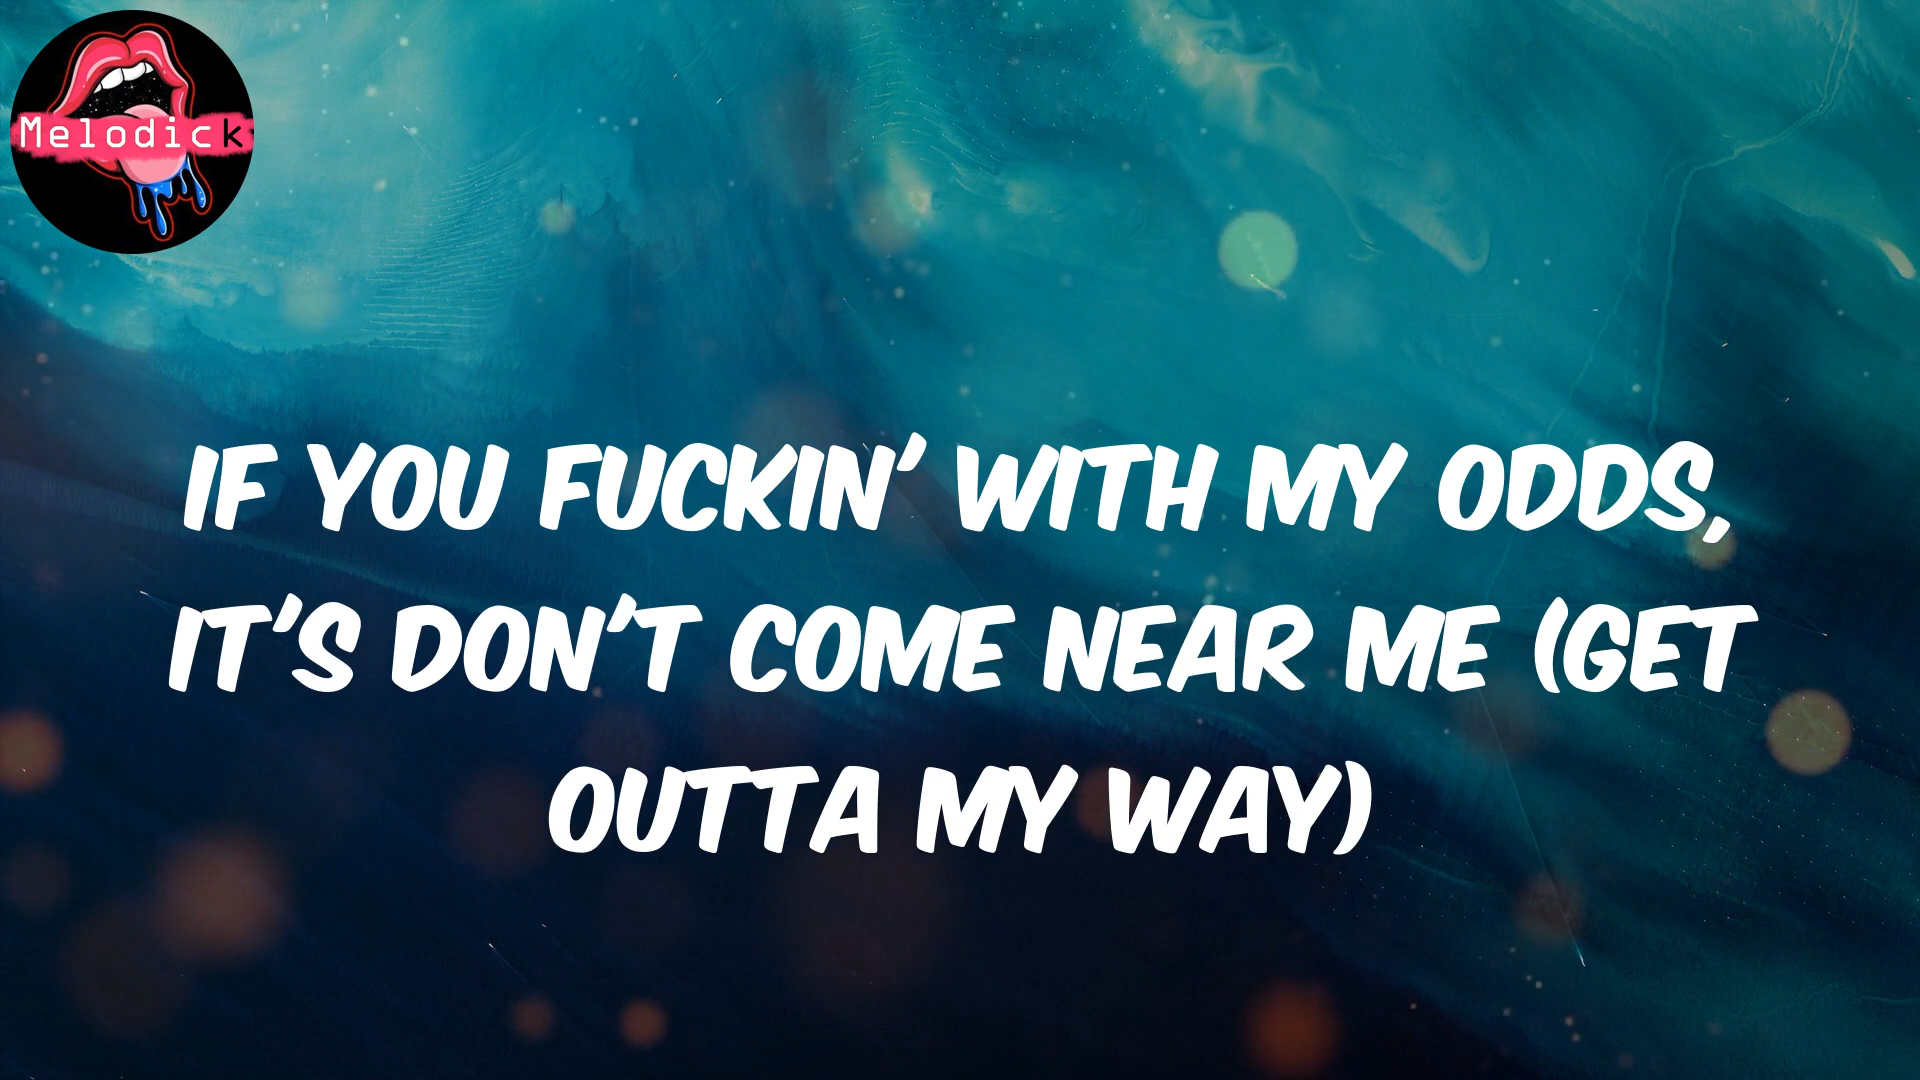 Melodick
IF YOU FUCKIN' WITH MY ODDS,
IT'S DON'T COME NEAR ME (GET
OUTTA MY WAY)